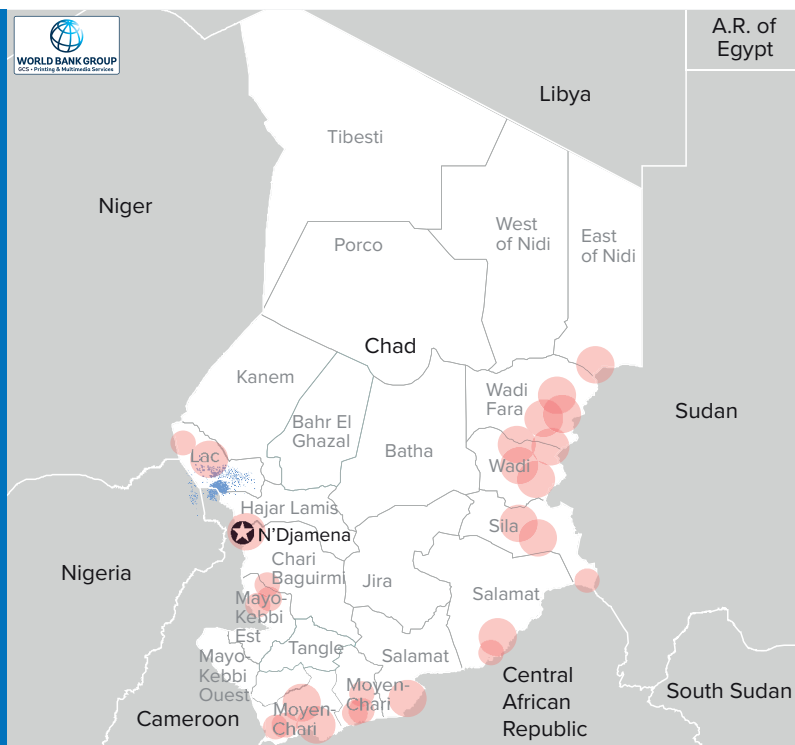 WORLD BANK GROUP
GCS • Printing & Multimedia Services
A.R. of
Egypt
Libya
Tibesti
Niger
West
of Nidi
East
of Nidi
Porco
Chad
Kanem
Wadi
Fara
Sudan
Bahr El
Ghazal
Batha
Lac
Wadi
Hajar Lamis
Sila
N'Djamena
Chari
Baguirmi
Nigeria
Jira
Salamat
Mayo-
Kebbi
Est
Tangle
Salamat
Mayo-
Kebbi
Ouest
Central
African
Republic
South Sudan
Moyen-
Chari
Moyen-
Chari
Cameroon